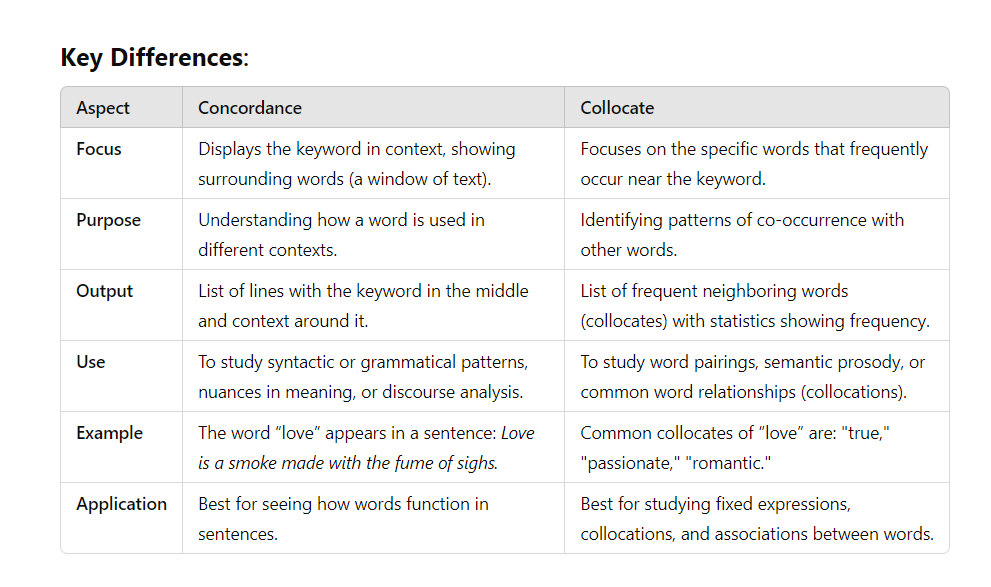 Key Differences:
Aspect Concordance Collocate
Focus Displays the keyword in context, showing Focuses on the specific words that frequently
surrounding words (a window of text). occur near the keyword.
Purpose Understanding how a word is used in Identifying patterns of co-occurrence with
different contexts. other words.
Output List of lines with the keyword in the middle List of frequent neighboring words
and context around it. (collocates) with statistics showing frequency.
Use To study syntactic or grammatical patterns, To study word pairings, semantic prosody, or
nuances in meaning, or discourse analysis. common word relationships (collocations).
Example The word “love” appears in a sentence: Love Common collocates of “love” are: "true,"
is a smoke made with the fume of sighs. "passionate," "romantic."
Application Best for seeing how words function in Best for studying fixed expressions,
sentences. collocations, and associations between words.